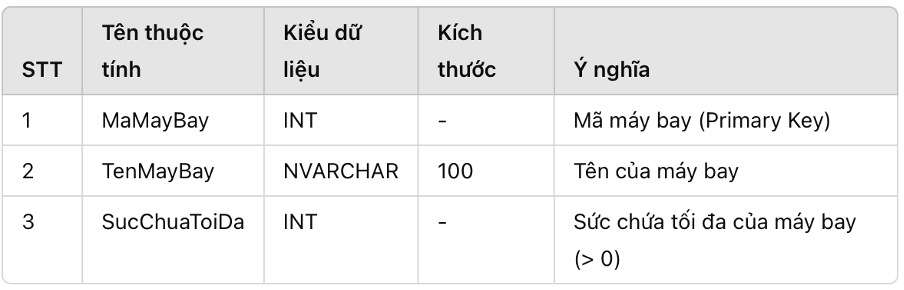 STT Tên thuộc tính Kiểu dữ liệu Kích thước Ý nghĩa
1 MaMayBay INT - Mã máy bay (Primary Key)
2 TenMayBay NVARCHAR 100 Tên của máy bay
3 SucChuaToiDa INT - Sức chứa tối đa của máy bay
(> 0)